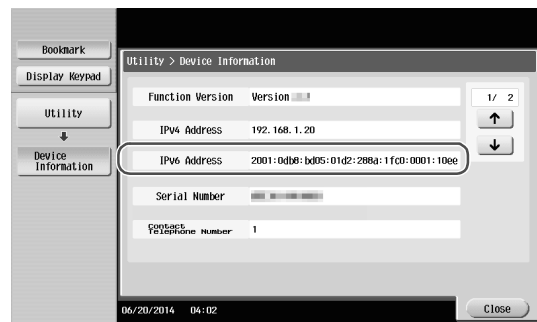 Bookmark
Display Keypad
Utility
Device
Information
Utility > Device Information
Function Version Version
IPv4 Address 192.168.1.20
IPv6 Address 2001:0db8:bd05:01d2:288a:1fc0:0001:10ee
Serial Number
Contact
Telephone Number 1
1/ 2
06/20/2014 04:02
Close